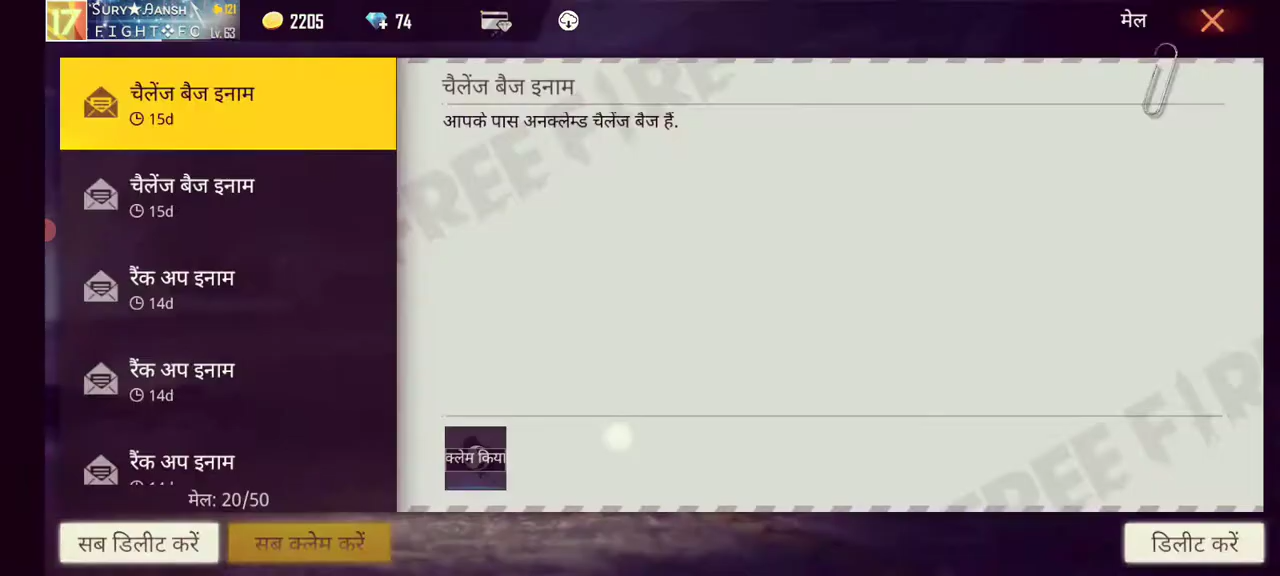 17
SURY★AANSH
121
FIGHT❖FC
Lv. 63
2205
74
मेल
चैलेंज बैज इनाम
15d
चैलेंज बैज इनाम
15d
रैंक अप इनाम
14d
रैंक अप इनाम
14d
रैंक अप इनाम
मेल: 20/50
सब डिलीट करें
सब क्लेम करें
चैलेंज बैज इनाम
आपके पास अनक्लेम्ड चैलेंज बैज हैं.
FREE FIRE
FREE FIRE
क्लेम किया
डिलीट करें